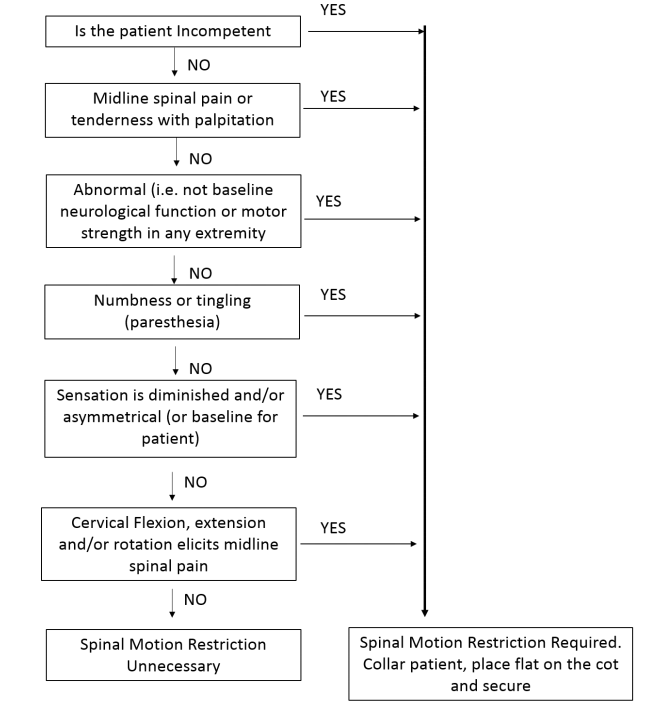 YES
Is the patient Incompetent
NO
YES
Midline spinal pain or
tenderness with palpitation
NO
YES
Abnormal (i.e. not baseline
neurological function or motor
strength in any extremity
NO
YES
Numbness or tingling
(paresthesia)
NO
YES
Sensation is diminished and/or
asymmetrical (or baseline for
patient)
NO
YES
Cervical Flexion, extension
and/or rotation elicits midline
spinal pain
NO
Spinal Motion Restriction
Unnecessary
Spinal Motion Restriction Required.
Collar patient, place flat on the cot
and secure